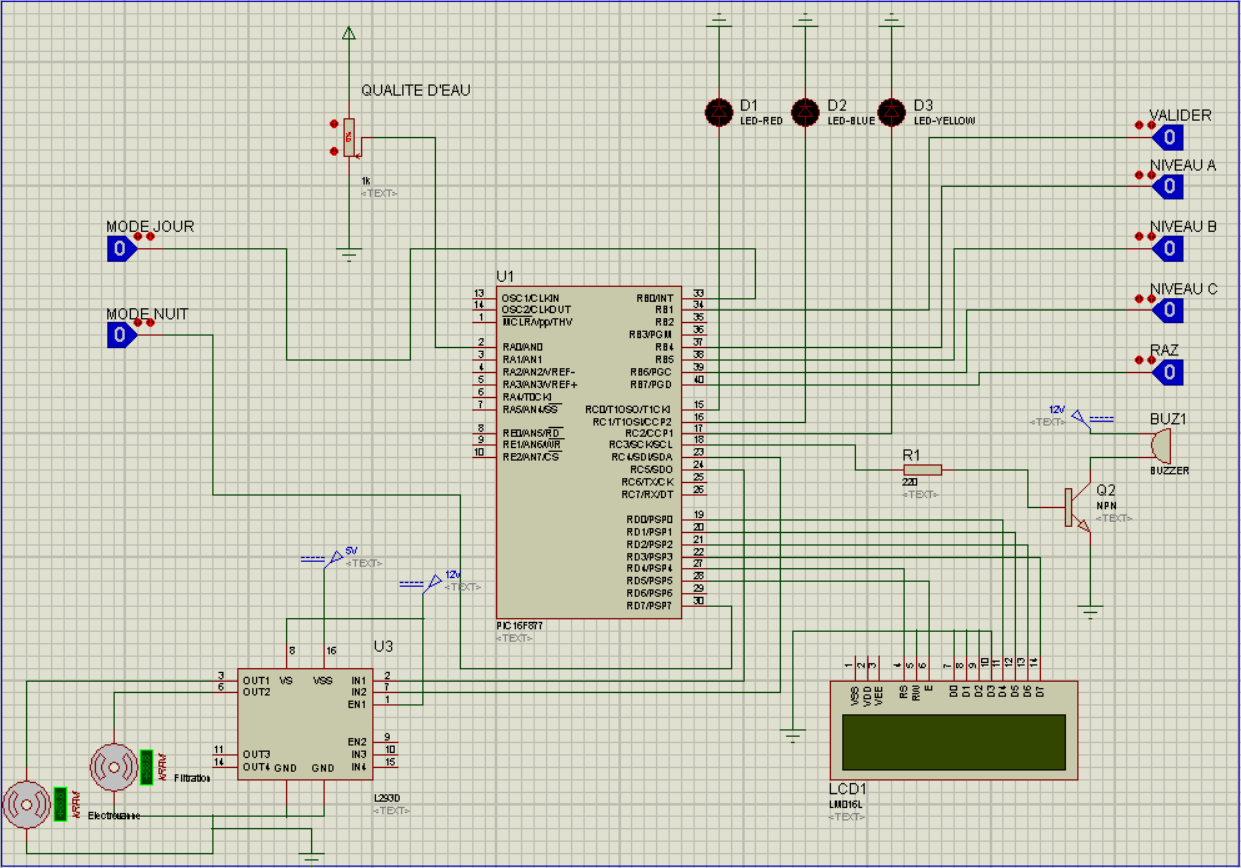 QUALITE D'EAU
0%
1k
<TEXT>
D1
LED-RED
D2
LED-BLUE
D3
LED-YELLOW
VALIDER
0
NIVEAU A
0
NIVEAU B
0
NIVEAU C
0
RAZ
0
MODE JOUR
0
MODE NUIT
0
U1
13 OSC1/CLKIN
14 OSC2/CLKOUT
1 MCLR/Vpp/THV
2 RA0/AN0
3 RA1/AN1
4 RA2/AN2/VREF-
5 RA3/AN3/VREF+
6 RA4/T0CKI
7 RA5/AN4/SS
8 RE0/AN5/RD
9 RE1/AN6/WR
10 RE2/AN7/CS
RB0/INT 33
RB1 34
RB2 35
RB3/PGM 36
RB4 37
RB5 38
RB6/PGC 39
RB7/PGD 40
RC0/T1OSO/T1CKI 15
RC1/T1OSI/CCP2 16
RC2/CCP1 17
RC3/SCK/SCL 18
RC4/SDI/SDA 23
RC5/SDO 24
RC6/TX/CK 25
RC7/RX/DT 26
RD0/PSP0 19
RD1/PSP1 20
RD2/PSP2 21
RD3/PSP3 22
RD4/PSP4 27
RD5/PSP5 28
RD6/PSP6 29
RD7/PSP7 30
PIC16F877
<TEXT>
12V
<TEXT>
BUZ1
BUZZER
R1
220
<TEXT>
Q2
NPN
<TEXT>
5V
<TEXT>
12V
<TEXT>
U3
8 16
3 OUT1 VS VSS IN1 2
6 OUT2 IN2 7
EN1 1
EN2 9
11 OUT3 IN3 10
14 OUT4 GND GND IN4 15
L293D
<TEXT>
kRPM
Filtration
kRPM
Electrovanne
1 2 3 4 5 6 7 8 9 10 11 12 13 14
VSS VDD VEE RS RW E D0 D1 D2 D3 D4 D5 D6 D7
LCD1
LM016L
<TEXT>